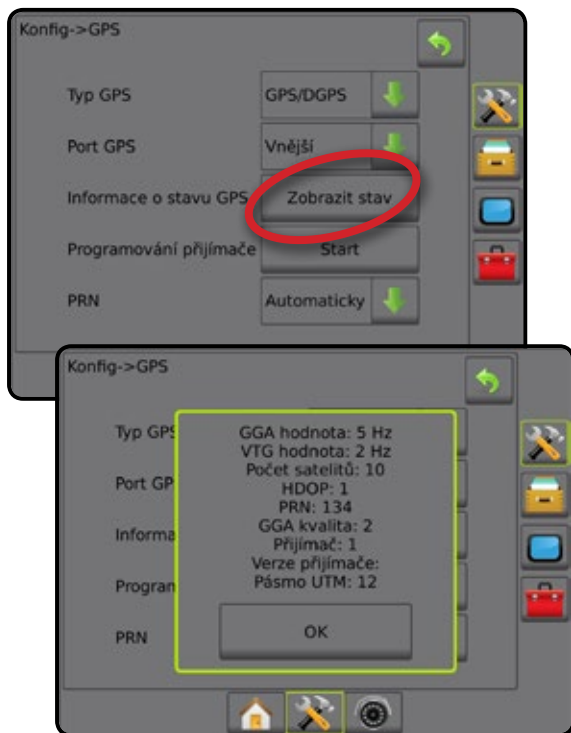 Konfig->GPS
Typ GPS GPS/DGPS
Port GPS Vnější
Informace o stavu GPS Zobrazit stav
Programování přijímače Start
PRN Automaticky
Konfig->GPS
Typ GPS
Port GP
Informa
Program
PRN
GGA hodnota: 5 Hz
VTG hodnota: 2 Hz
Počet satelitů: 10
HDOP: 1
PRN: 134
GGA kvalita: 2
Přijímač: 1
Verze přijímače:
Pásmo UTM: 12
OK